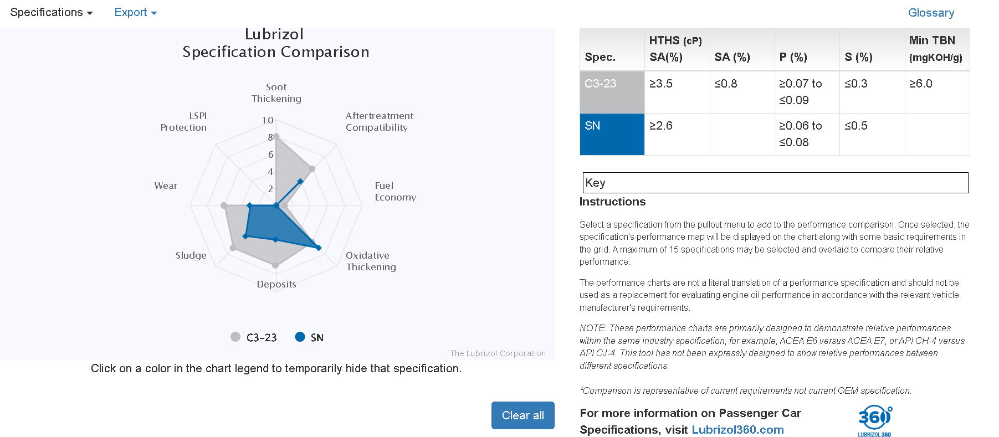 Specifications
Export
Glossary
Lubrizol
Specification Comparison
Soot
Thickening
LSPI
Protection
Aftertreatment
Compatibility
10
8
6
4
2
Wear
Fuel
Economy
Sludge
Oxidative
Thickening
Deposits
C3-23
SN
The Lubrizol Corporation
Click on a color in the chart legend to temporarily hide that specification.
Clear all
HTHS (cP) Min TBN
Spec. SA(%) SA (%) P (%) S (%) (mgKOH/g)
C3-23 ≥3.5 ≤0.8 ≥0.07 to ≤0.3 ≥6.0
≤0.09
SN ≥2.6 ≥0.06 to ≤0.5
≤0.08
Key
Instructions
Select a specification from the pullout menu to add to the performance comparison. Once selected, the
specification's performance map will be displayed on the chart along with some basic requirements in
the grid. A maximum of 15 specifications may be selected and overlaid to compare their relative
performance.
The performance charts are not a literal translation of a performance specification and should not be
used as a replacement for evaluating engine oil performance in accordance with the relevant vehicle
manufacturer's requirements.
NOTE: These performance charts are primarily designed to demonstrate relative performances
within the same industry specification, for example, ACEA E6 versus ACEA E7, or API CH-4 versus
API CJ-4. This tool has not been expressly designed to show relative performances between
different specifications.
*Comparison is representative of current requirements not current OEM specification.
For more information on Passenger Car
Specifications, visit Lubrizol360.com
360°
LUBRIZOL 360